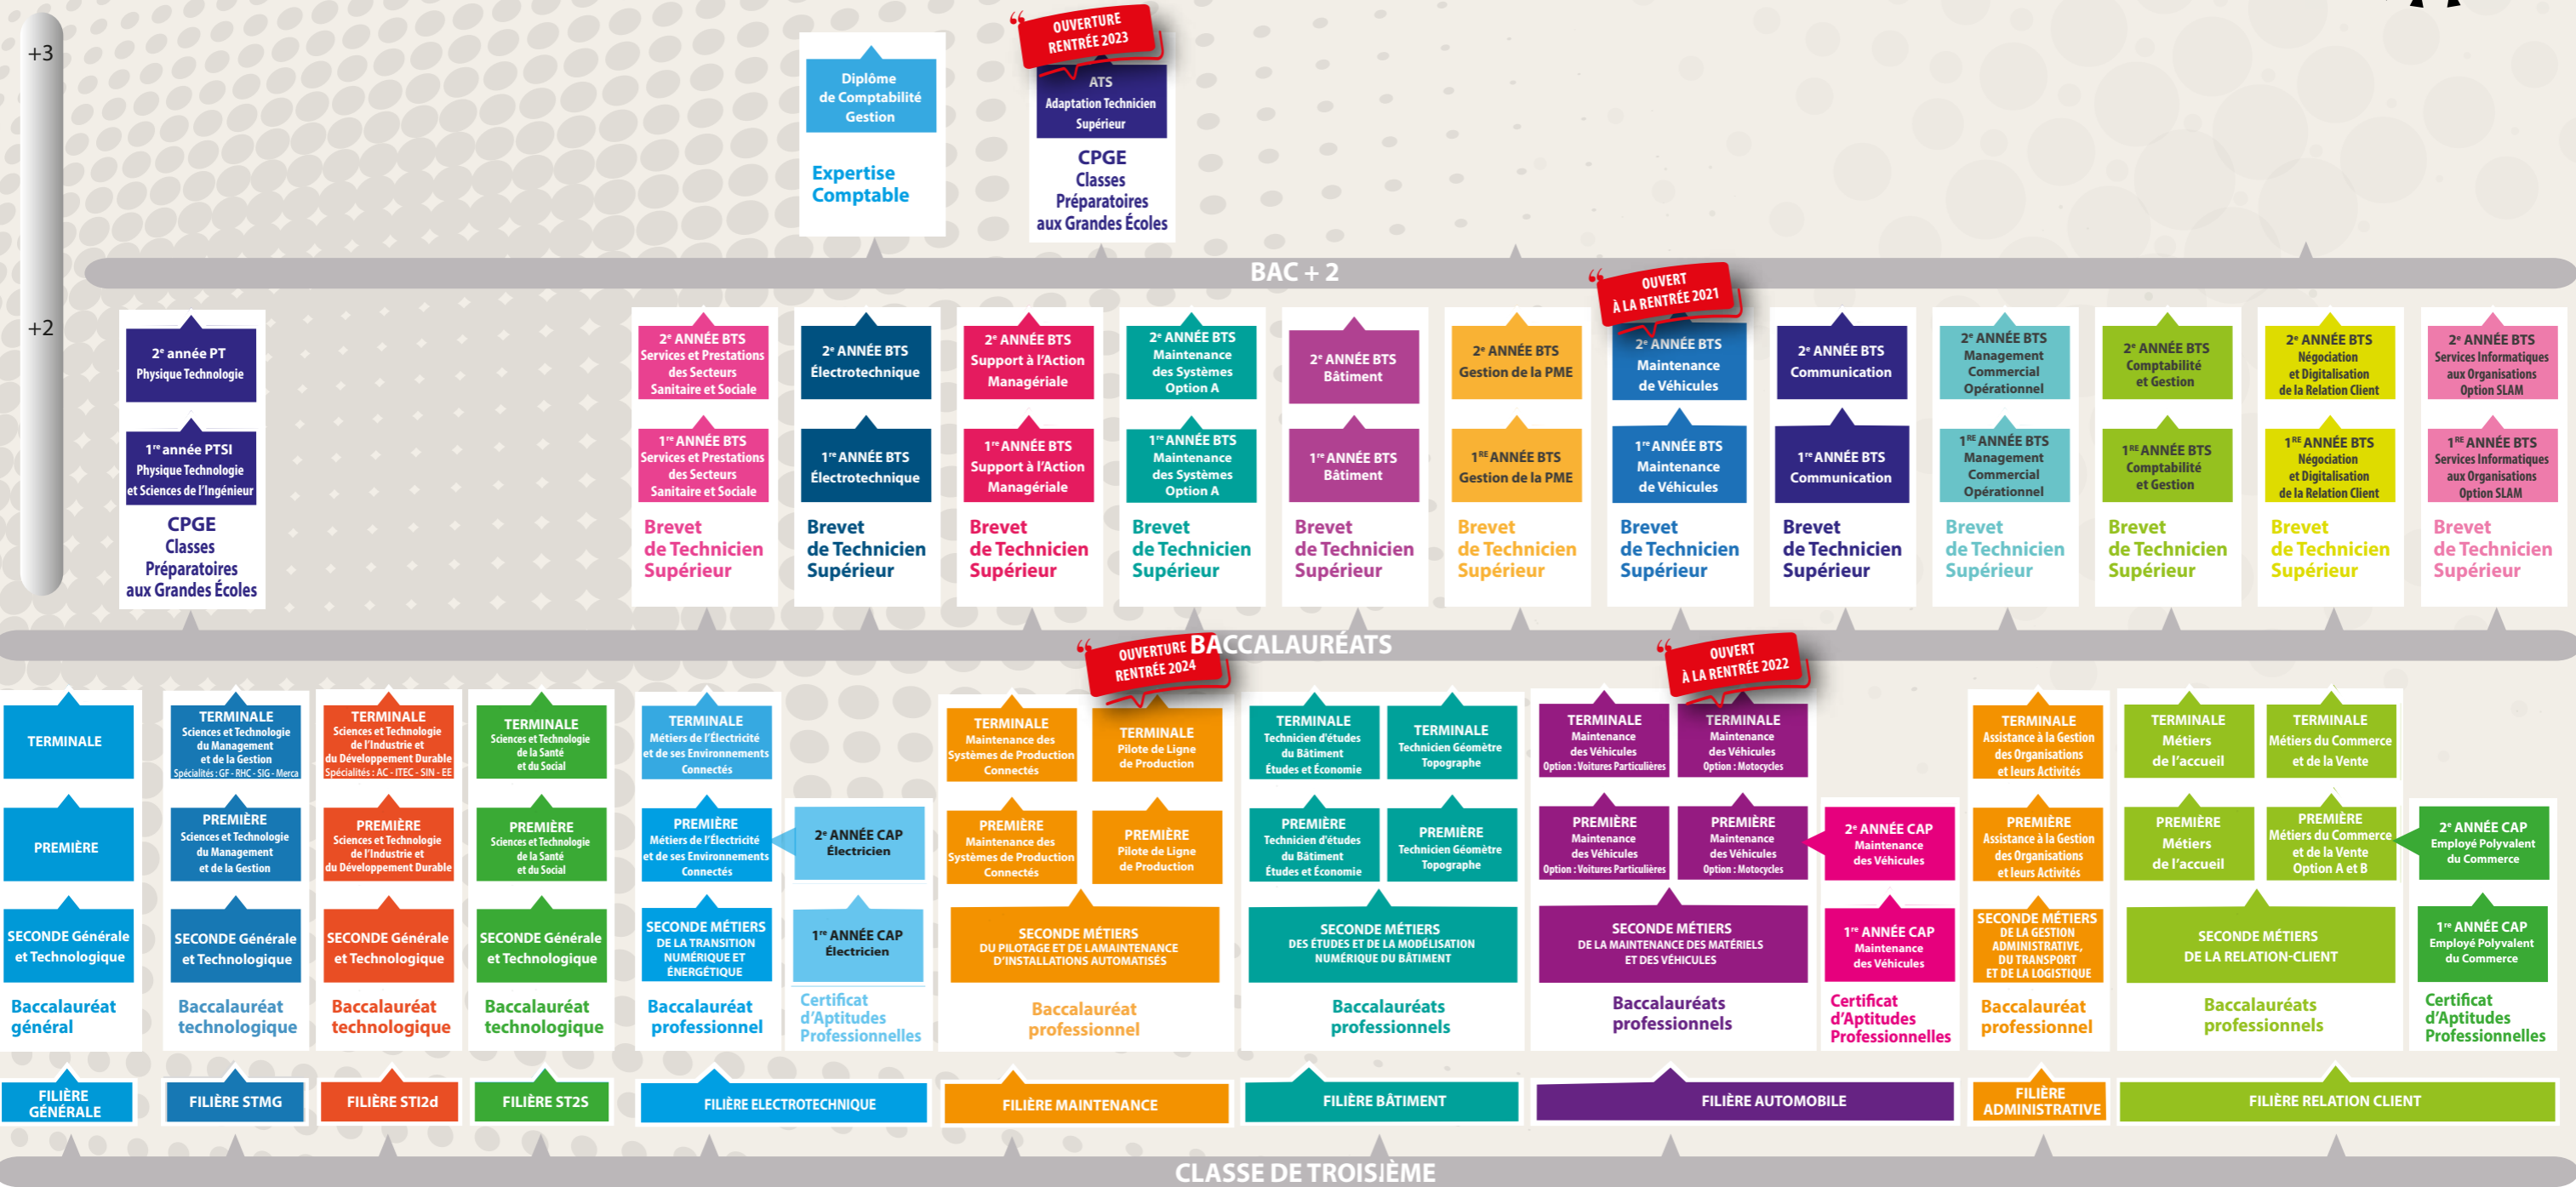 +3
OUVERTURE
RENTRÉE 2023
Diplôme
de Comptabilité
Gestion
Expertise
Comptable
ATS
Adaptation Technicien
Supérieur
CPGE
Classes
Préparatoires
aux Grandes Écoles
BAC + 2
+2
OUVERT
À LA RENTRÉE 2021
2e année PT
Physique Technologie
1re année PTSI
Physique Technologie
et Sciences de l'Ingénieur
CPGE
Classes
Préparatoires
aux Grandes Écoles
2e ANNÉE BTS
Services et Prestations
des Secteurs
Sanitaire et Sociale
1re ANNÉE BTS
Services et Prestations
des Secteurs
Sanitaire et Sociale
Brevet
de Technicien
Supérieur
2e ANNÉE BTS
Électrotechnique
1re ANNÉE BTS
Électrotechnique
Brevet
de Technicien
Supérieur
2e ANNÉE BTS
Support à l'Action
Managériale
1re ANNÉE BTS
Support à l'Action
Managériale
Brevet
de Technicien
Supérieur
2e ANNÉE BTS
Maintenance
des Systèmes
Option A
1re ANNÉE BTS
Maintenance
des Systèmes
Option A
Brevet
de Technicien
Supérieur
2e ANNÉE BTS
Bâtiment
1re ANNÉE BTS
Bâtiment
Brevet
de Technicien
Supérieur
2e ANNÉE BTS
Gestion de la PME
1RE ANNÉE BTS
Gestion de la PME
Brevet
de Technicien
Supérieur
2e ANNÉE BTS
Maintenance
de Véhicules
1re ANNÉE BTS
Maintenance
de Véhicules
Brevet
de Technicien
Supérieur
2e ANNÉE BTS
Communication
1re ANNÉE BTS
Communication
Brevet
de Technicien
Supérieur
2e ANNÉE BTS
Management
Commercial
Opérationnel
1RE ANNÉE BTS
Management
Commercial
Opérationnel
Brevet
de Technicien
Supérieur
2e ANNÉE BTS
Comptabilité
et Gestion
1RE ANNÉE BTS
Comptabilité
et Gestion
Brevet
de Technicien
Supérieur
2e ANNÉE BTS
Négociation
et Digitalisation
de la Relation Client
1RE ANNÉE BTS
Négociation
et Digitalisation
de la Relation Client
Brevet
de Technicien
Supérieur
2e ANNÉE BTS
Services Informatiques
aux Organisations
Option SLAM
1RE ANNÉE BTS
Services Informatiques
aux Organisations
Option SLAM
Brevet
de Technicien
Supérieur
BACCALAURÉATS
OUVERTURE
RENTRÉE 2024
OUVERT
À LA RENTRÉE 2022
TERMINALE
PREMIÈRE
SECONDE Générale
et Technologique
Baccalauréat
général
FILIÈRE
GÉNÉRALE
TERMINALE
Sciences et Technologie
du Management
et de la Gestion
Spécialités : GF - RHC - SIG - Merca
PREMIÈRE
Sciences et Technologie
du Management
et de la Gestion
SECONDE Générale
et Technologique
Baccalauréat
technologique
FILIÈRE STMG
TERMINALE
Sciences et Technologie
de l'Industrie et
du Développement Durable
Spécialités : AC - ITEC - SIN - EE
PREMIÈRE
Sciences et Technologie
de l'Industrie et
du Développement Durable
SECONDE Générale
et Technologique
Baccalauréat
technologique
FILIÈRE STI2d
TERMINALE
Sciences et Technologie
de la Santé
et du Social
PREMIÈRE
Sciences et Technologie
de la Santé
et du Social
SECONDE Générale
et Technologique
Baccalauréat
technologique
FILIÈRE ST2S
TERMINALE
Métiers de l'Électricité
et de ses Environnements
Connectés
PREMIÈRE
Métiers de l'Électricité
et de ses Environnements
Connectés
SECONDE MÉTIERS
DE LA TRANSITION
NUMÉRIQUE ET
ÉNERGÉTIQUE
Baccalauréat
professionnel
2e ANNÉE CAP
Électricien
1re ANNÉE CAP
Électricien
Certificat
d'Aptitudes
Professionnelles
FILIÈRE ELECTROTECHNIQUE
TERMINALE
Maintenance des
Systèmes de Production
Connectés
TERMINALE
Pilote de Ligne
de Production
PREMIÈRE
Maintenance des
Systèmes de Production
Connectés
PREMIÈRE
Pilote de Ligne
de Production
SECONDE MÉTIERS
DU PILOTAGE ET DE LAMAINTENANCE
D'INSTALLATIONS AUTOMATISÉS
Baccalauréat
professionnel
FILIÈRE MAINTENANCE
TERMINALE
Technicien d'études
du Bâtiment
Études et Économie
TERMINALE
Technicien Géomètre
Topographe
PREMIÈRE
Technicien d'études
du Bâtiment
Études et Économie
PREMIÈRE
Technicien Géomètre
Topographe
SECONDE MÉTIERS
DES ÉTUDES ET DE LA MODÉLISATION
NUMÉRIQUE DU BÂTIMENT
Baccalauréats
professionnels
FILIÈRE BÂTIMENT
TERMINALE
Maintenance
des Véhicules
Option : Voitures Particulières
TERMINALE
Maintenance
des Véhicules
Option : Motocycles
PREMIÈRE
Maintenance
des Véhicules
Option : Voitures Particulières
PREMIÈRE
Maintenance
des Véhicules
Option : Motocycles
SECONDE MÉTIERS
DE LA MAINTENANCE DES MATÉRIELS
ET DES VÉHICULES
Baccalauréats
professionnels
2e ANNÉE CAP
Maintenance
des Véhicules
1re ANNÉE CAP
Maintenance
des Véhicules
Certificat
d'Aptitudes
Professionnelles
FILIÈRE AUTOMOBILE
TERMINALE
Assistance à la Gestion
des Organisations
et leurs Activités
PREMIÈRE
Assistance à la Gestion
des Organisations
et leurs Activités
SECONDE MÉTIERS
DE LA GESTION
ADMINISTRATIVE,
DU TRANSPORT
ET DE LA LOGISTIQUE
Baccalauréat
professionnel
FILIÈRE
ADMINISTRATIVE
TERMINALE
Métiers
de l'accueil
TERMINALE
Métiers du Commerce
et de la Vente
PREMIÈRE
Métiers
de l'accueil
PREMIÈRE
Métiers du Commerce
et de la Vente
Option A et B
SECONDE MÉTIERS
DE LA RELATION-CLIENT
Baccalauréats
professionnels
2e ANNÉE CAP
Employé Polyvalent
du Commerce
1re ANNÉE CAP
Employé Polyvalent
du Commerce
Certificat
d'Aptitudes
Professionnelles
FILIÈRE RELATION CLIENT
CLASSE DE TROISIÈME